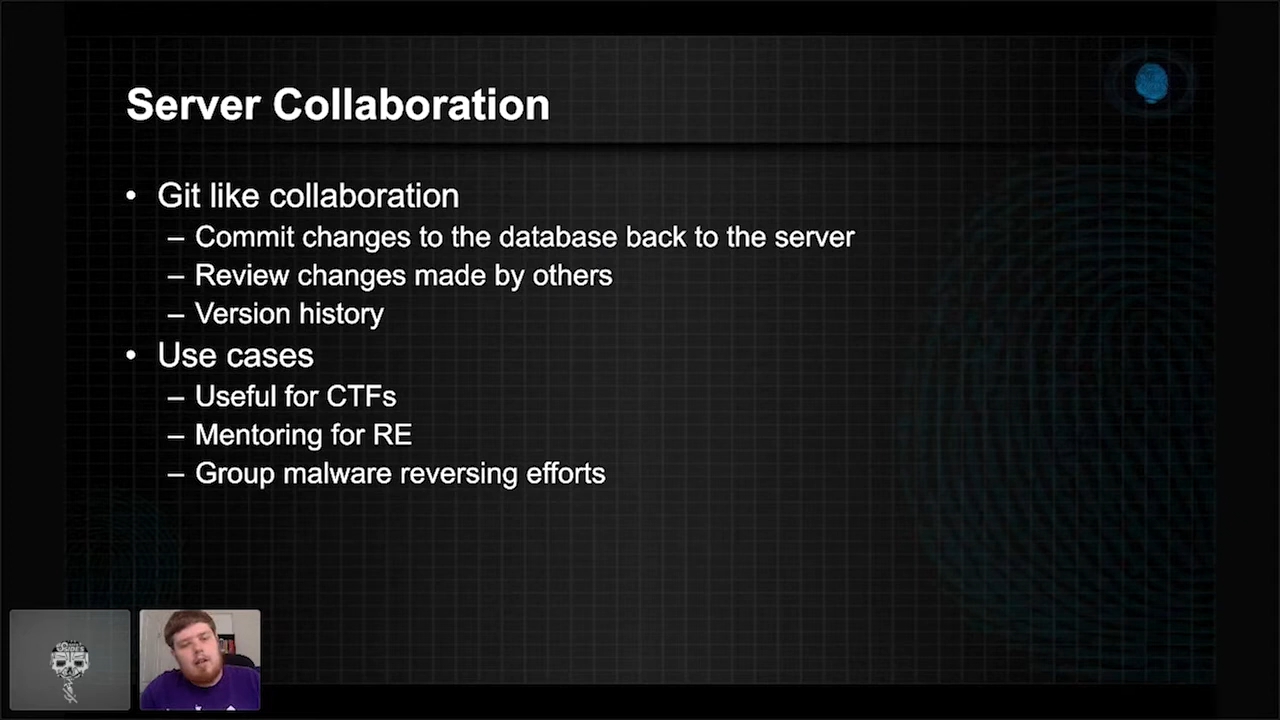 Server Collaboration
• Git like collaboration
– Commit changes to the database back to the server
– Review changes made by others
– Version history
• Use cases
– Useful for CTFs
– Mentoring for RE
– Group malware reversing efforts
SIDES